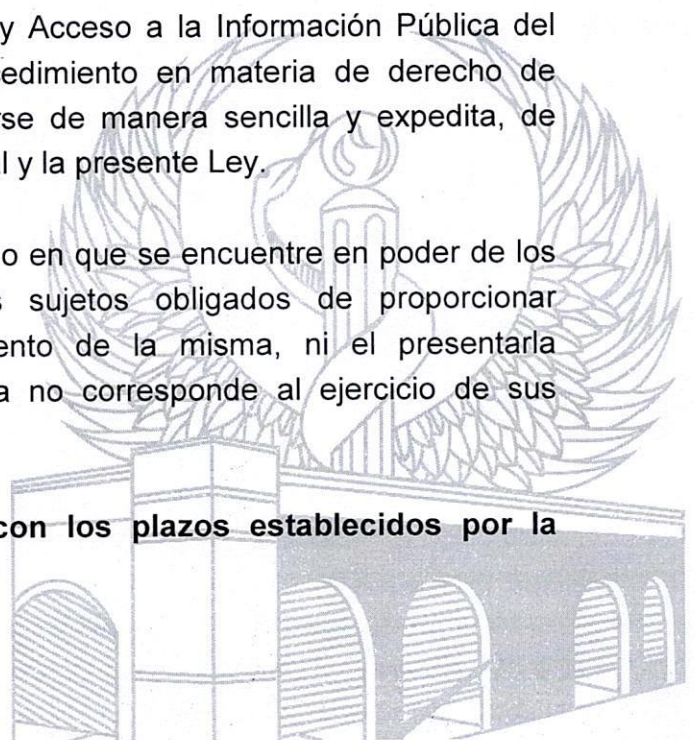 y Acceso a la Información Pública del
edimiento en materia de derecho de
rse de manera sencilla y expedita, de
l y la presente Ley.
o en que se encuentre en poder de los
s sujetos obligados de proporcionar
ento de la misma, ni el presentarla
a no corresponde al ejercicio de sus
con los plazos establecidos por la